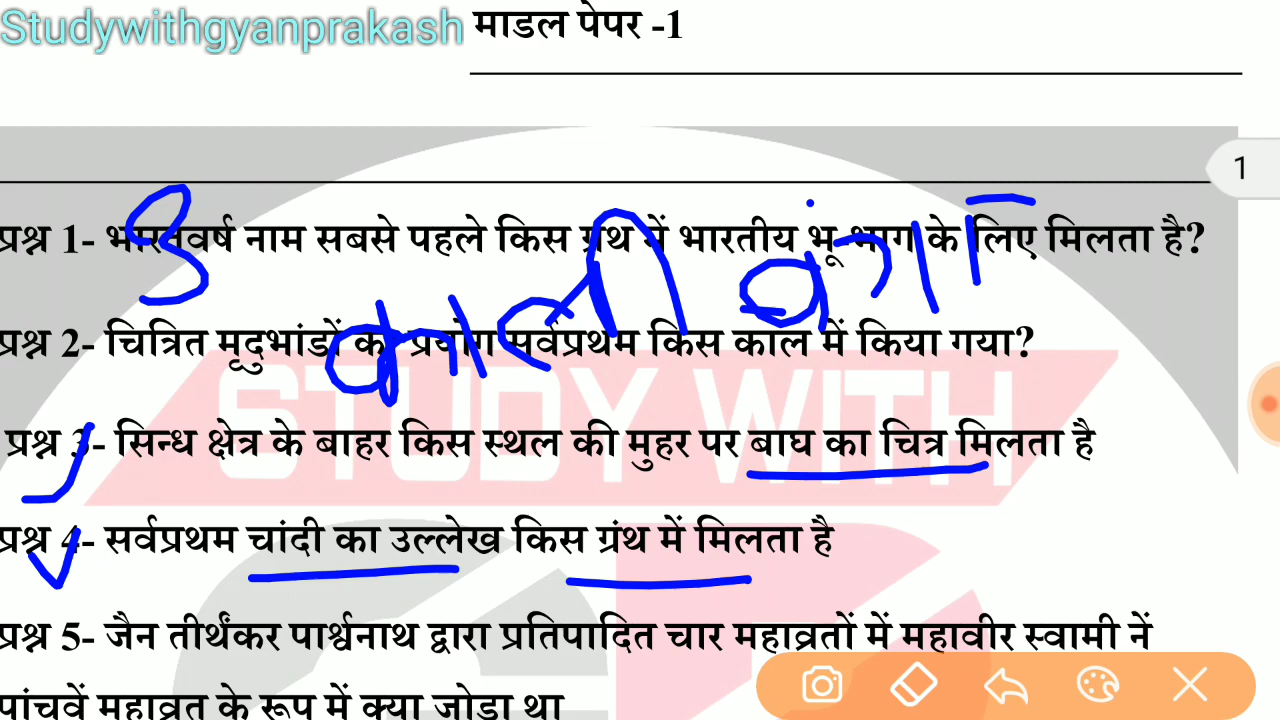 Studywithgyanprakash माडल पेपर -1
1
प्रश्न 1- भारतवर्ष नाम सबसे पहले किस ग्रंथ में भारतीय भू-भाग के लिए मिलता है?
प्रश्न 2- चित्रित मृदुभांडों का प्रयोग सर्वप्रथम किस काल में किया गया?
प्रश्न 3- सिन्ध क्षेत्र के बाहर किस स्थल की मुहर पर बाघ का चित्र मिलता है
प्रश्न 4- सर्वप्रथम चांदी का उल्लेख किस ग्रंथ में मिलता है
प्रश्न 5- जैन तीर्थंकर पार्श्वनाथ द्वारा प्रतिपादित चार महाव्रतों में महावीर स्वामी नें
पांचवें महाव्रत के रूप में क्या जोड़ा था
STUDY WITH